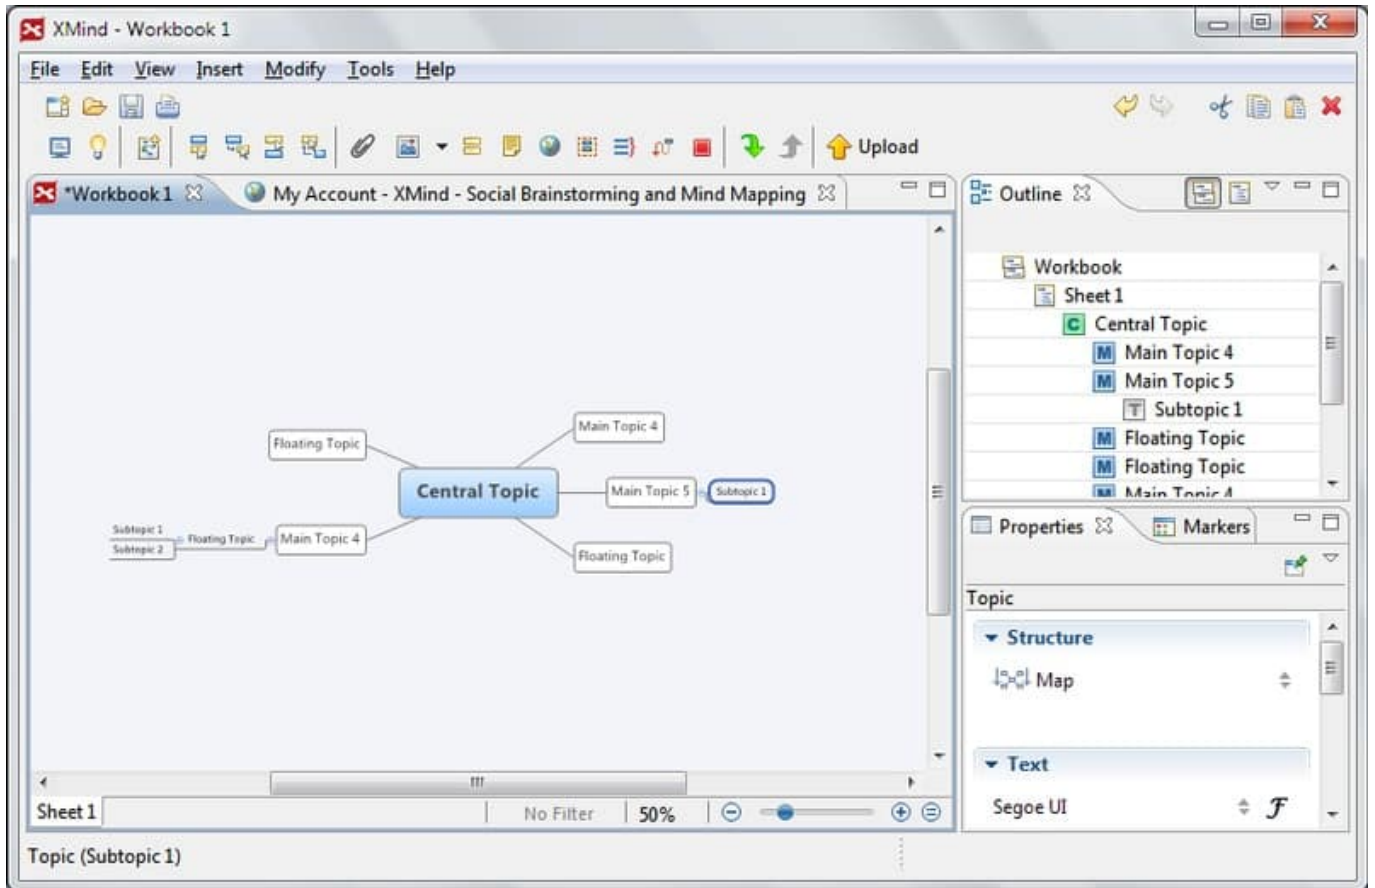 XMind - Workbook 1
File Edit View Insert Modify Tools Help
Upload
*Workbook 1
My Account - XMind - Social Brainstorming and Mind Mapping
Floating Topic
Main Topic 4
Central Topic
Main Topic 5
Subtopic 1
Subtopic 1
Subtopic 2
Floating Topic
Main Topic 4
Floating Topic
Sheet 1
No Filter
50%
Topic (Subtopic 1)
Outline
Workbook
Sheet 1
C Central Topic
M Main Topic 4
M Main Topic 5
T Subtopic 1
M Floating Topic
M Floating Topic
M Main Topic 4
Properties
Markers
Topic
Structure
Map
Text
Segoe UI
F